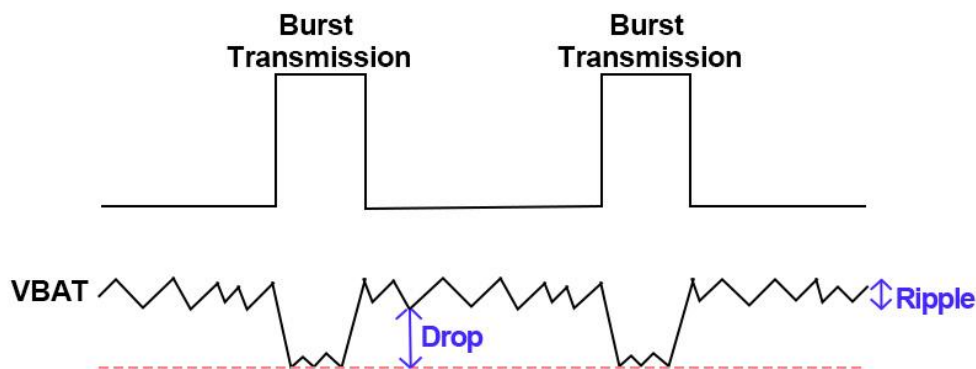 Burst
Transmission
Burst
Transmission
VBAT
Drop
Ripple